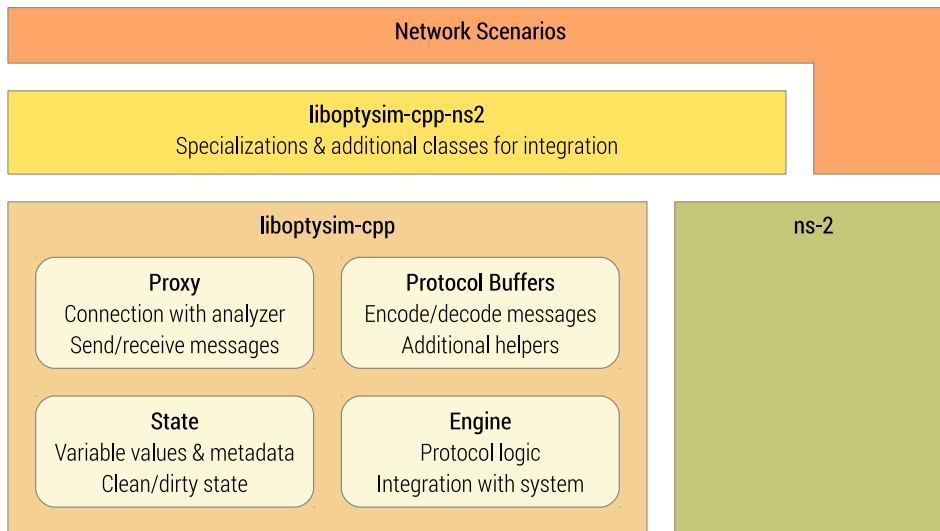 Network Scenarios
liboptysim-cpp-ns2
Specializations & additional classes for integration
liboptysim-cpp
Proxy
Connection with analyzer
Send/receive messages
Protocol Buffers
Encode/decode messages
Additional helpers
State
Variable values & metadata
Clean/dirty state
Engine
Protocol logic
Integration with system
ns-2